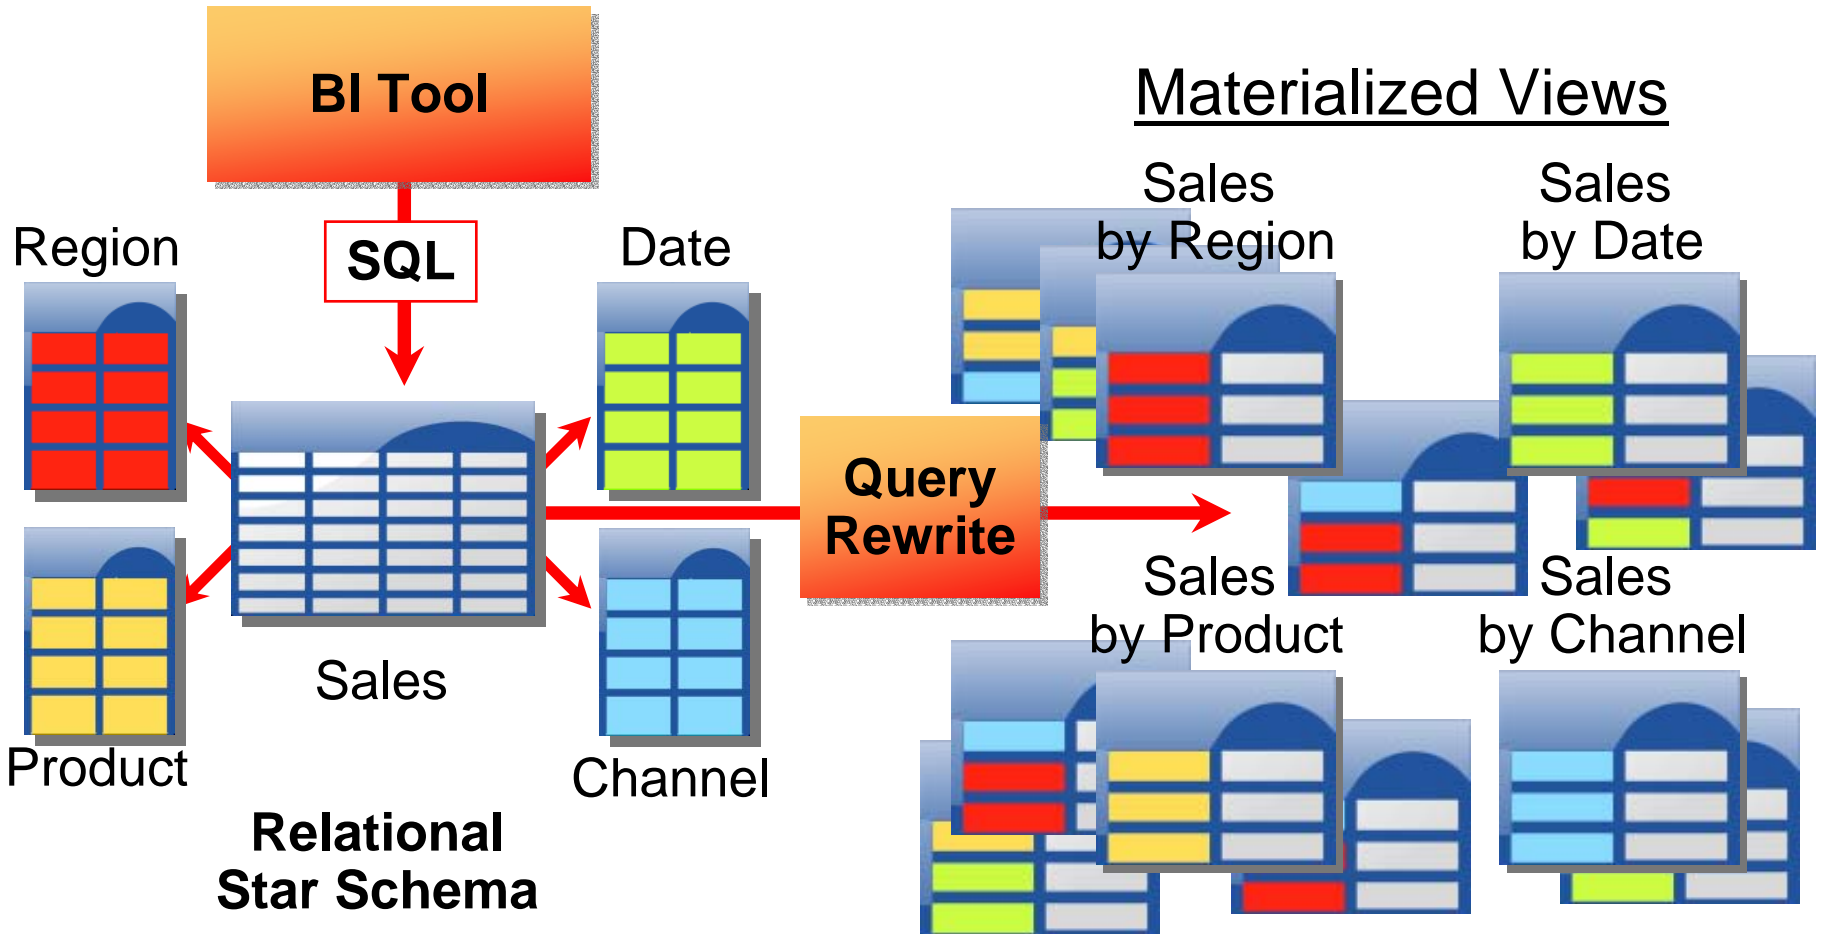 BI Tool
SQL
Region
Date
Sales
Product
Channel
Relational
Star Schema
Query
Rewrite
Materialized Views
Sales
by Region
Sales
by Date
Sales
by Product
Sales
by Channel